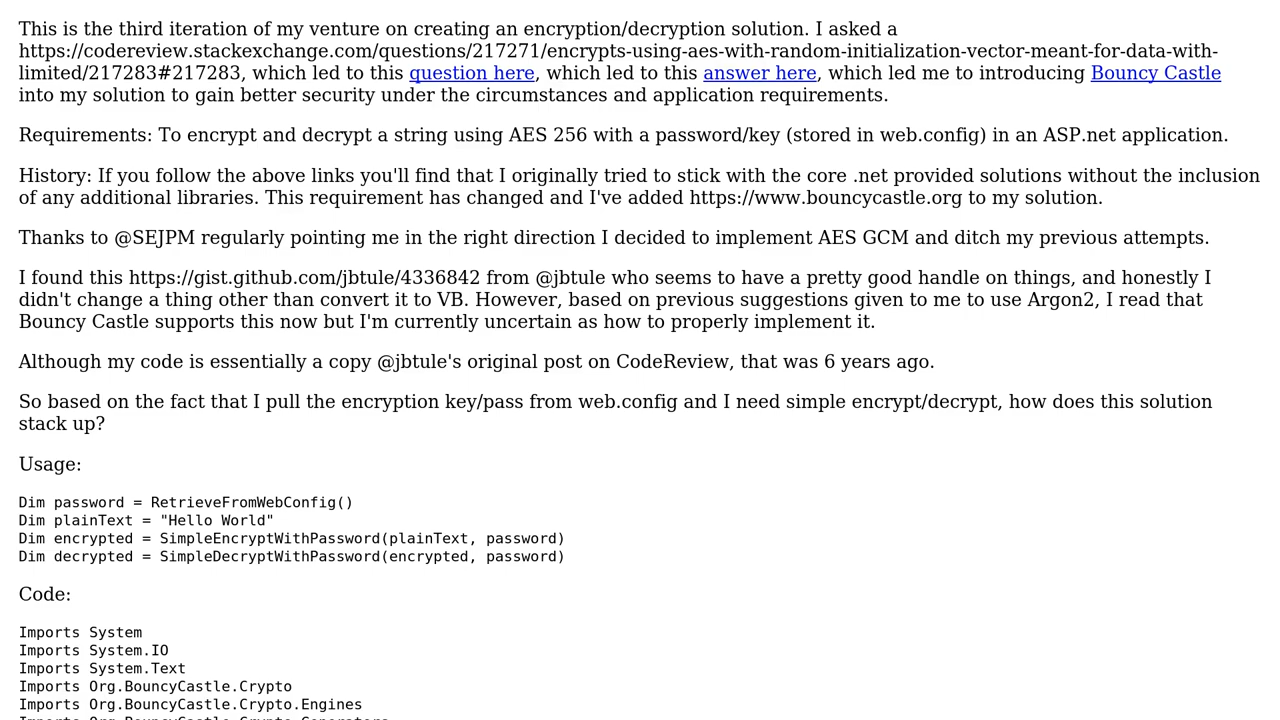 This is the third iteration of my venture on creating an encryption/decryption solution. I asked a
https://codereview.stackexchange.com/questions/217271/encrypts-using-aes-with-random-initialization-vector-meant-for-data-with-
limited/217283#217283, which led to this question here, which led to this answer here, which led me to introducing Bouncy Castle
into my solution to gain better security under the circumstances and application requirements.
Requirements: To encrypt and decrypt a string using AES 256 with a password/key (stored in web.config) in an ASP.net application.
History: If you follow the above links you'll find that I originally tried to stick with the core .net provided solutions without the inclusion
of any additional libraries. This requirement has changed and I've added https://www.bouncycastle.org to my solution.
Thanks to @SEJPM regularly pointing me in the right direction I decided to implement AES GCM and ditch my previous attempts.
I found this https://gist.github.com/jbtule/4336842 from @jbtule who seems to have a pretty good handle on things, and honestly I
didn't change a thing other than convert it to VB. However, based on previous suggestions given to me to use Argon2, I read that
Bouncy Castle supports this now but I'm currently uncertain as how to properly implement it.
Although my code is essentially a copy @jbtule's original post on CodeReview, that was 6 years ago.
So based on the fact that I pull the encryption key/pass from web.config and I need simple encrypt/decrypt, how does this solution
stack up?
Usage:
Dim password = RetrieveFromWebConfig()
Dim plainText = "Hello World"
Dim encrypted = SimpleEncryptWithPassword(plainText, password)
Dim decrypted = SimpleDecryptWithPassword(encrypted, password)
Code:
Imports System
Imports System.IO
Imports System.Text
Imports Org.BouncyCastle.Crypto
Imports Org.BouncyCastle.Crypto.Engines